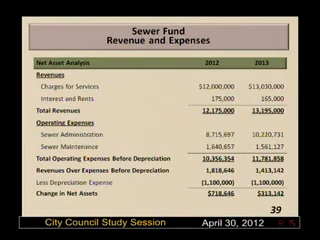 Sewer Fund
Revenue and Expenses
Net Asset Analysis 2012 2013
Revenues
Charges for Services $12,000,000 $13,030,000
Interest and Rents 175,000 165,000
Total Revenues 12,175,000 13,195,000
Operating Expenses
Sewer Administration 8,715,697 10,220,731
Sewer Maintenance 1,640,657 1,561,127
Total Operating Expenses Before Depreciation 10,356,354 11,781,858
Revenues Over Expenses Before Depreciation 1,818,646 1,413,142
Less Depreciation Expense (1,100,000) (1,100,000)
Change in Net Assets $718,646 $313,142
39
City Council Study Session April 30, 2012